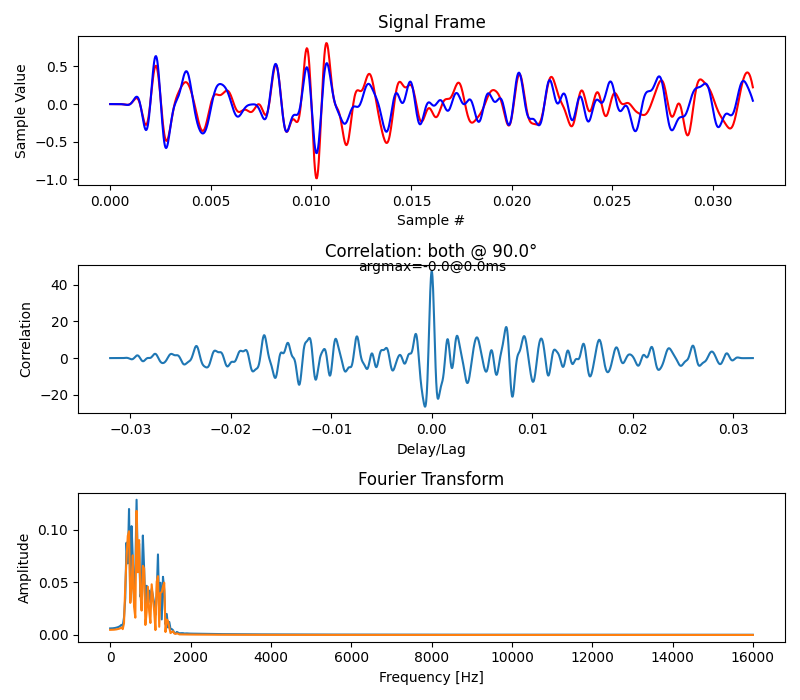 Signal Frame
0.5
0.0
−0.5
−1.0
Sample Value
0.000 0.005 0.010 0.015 0.020 0.025 0.030
Sample #
Correlation: both @ 90.0°
argmax=-0.0@0.0ms
40
20
0
−20
Correlation
−0.03 −0.02 −0.01 0.00 0.01 0.02 0.03
Delay/Lag
Fourier Transform
0.10
0.05
0.00
Amplitude
0 2000 4000 6000 8000 10000 12000 14000 16000
Frequency [Hz]